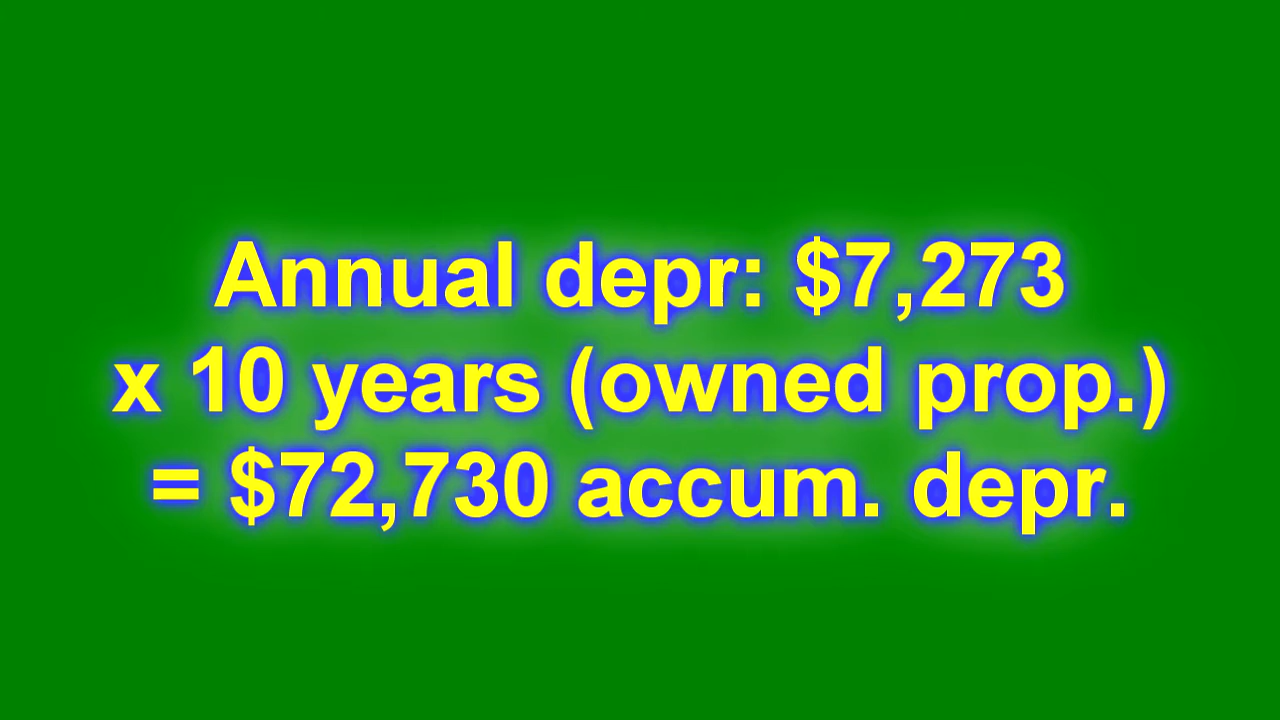 Annual depr: $7,273
x 10 years (owned prop.)
= $72,730 accum. depr.